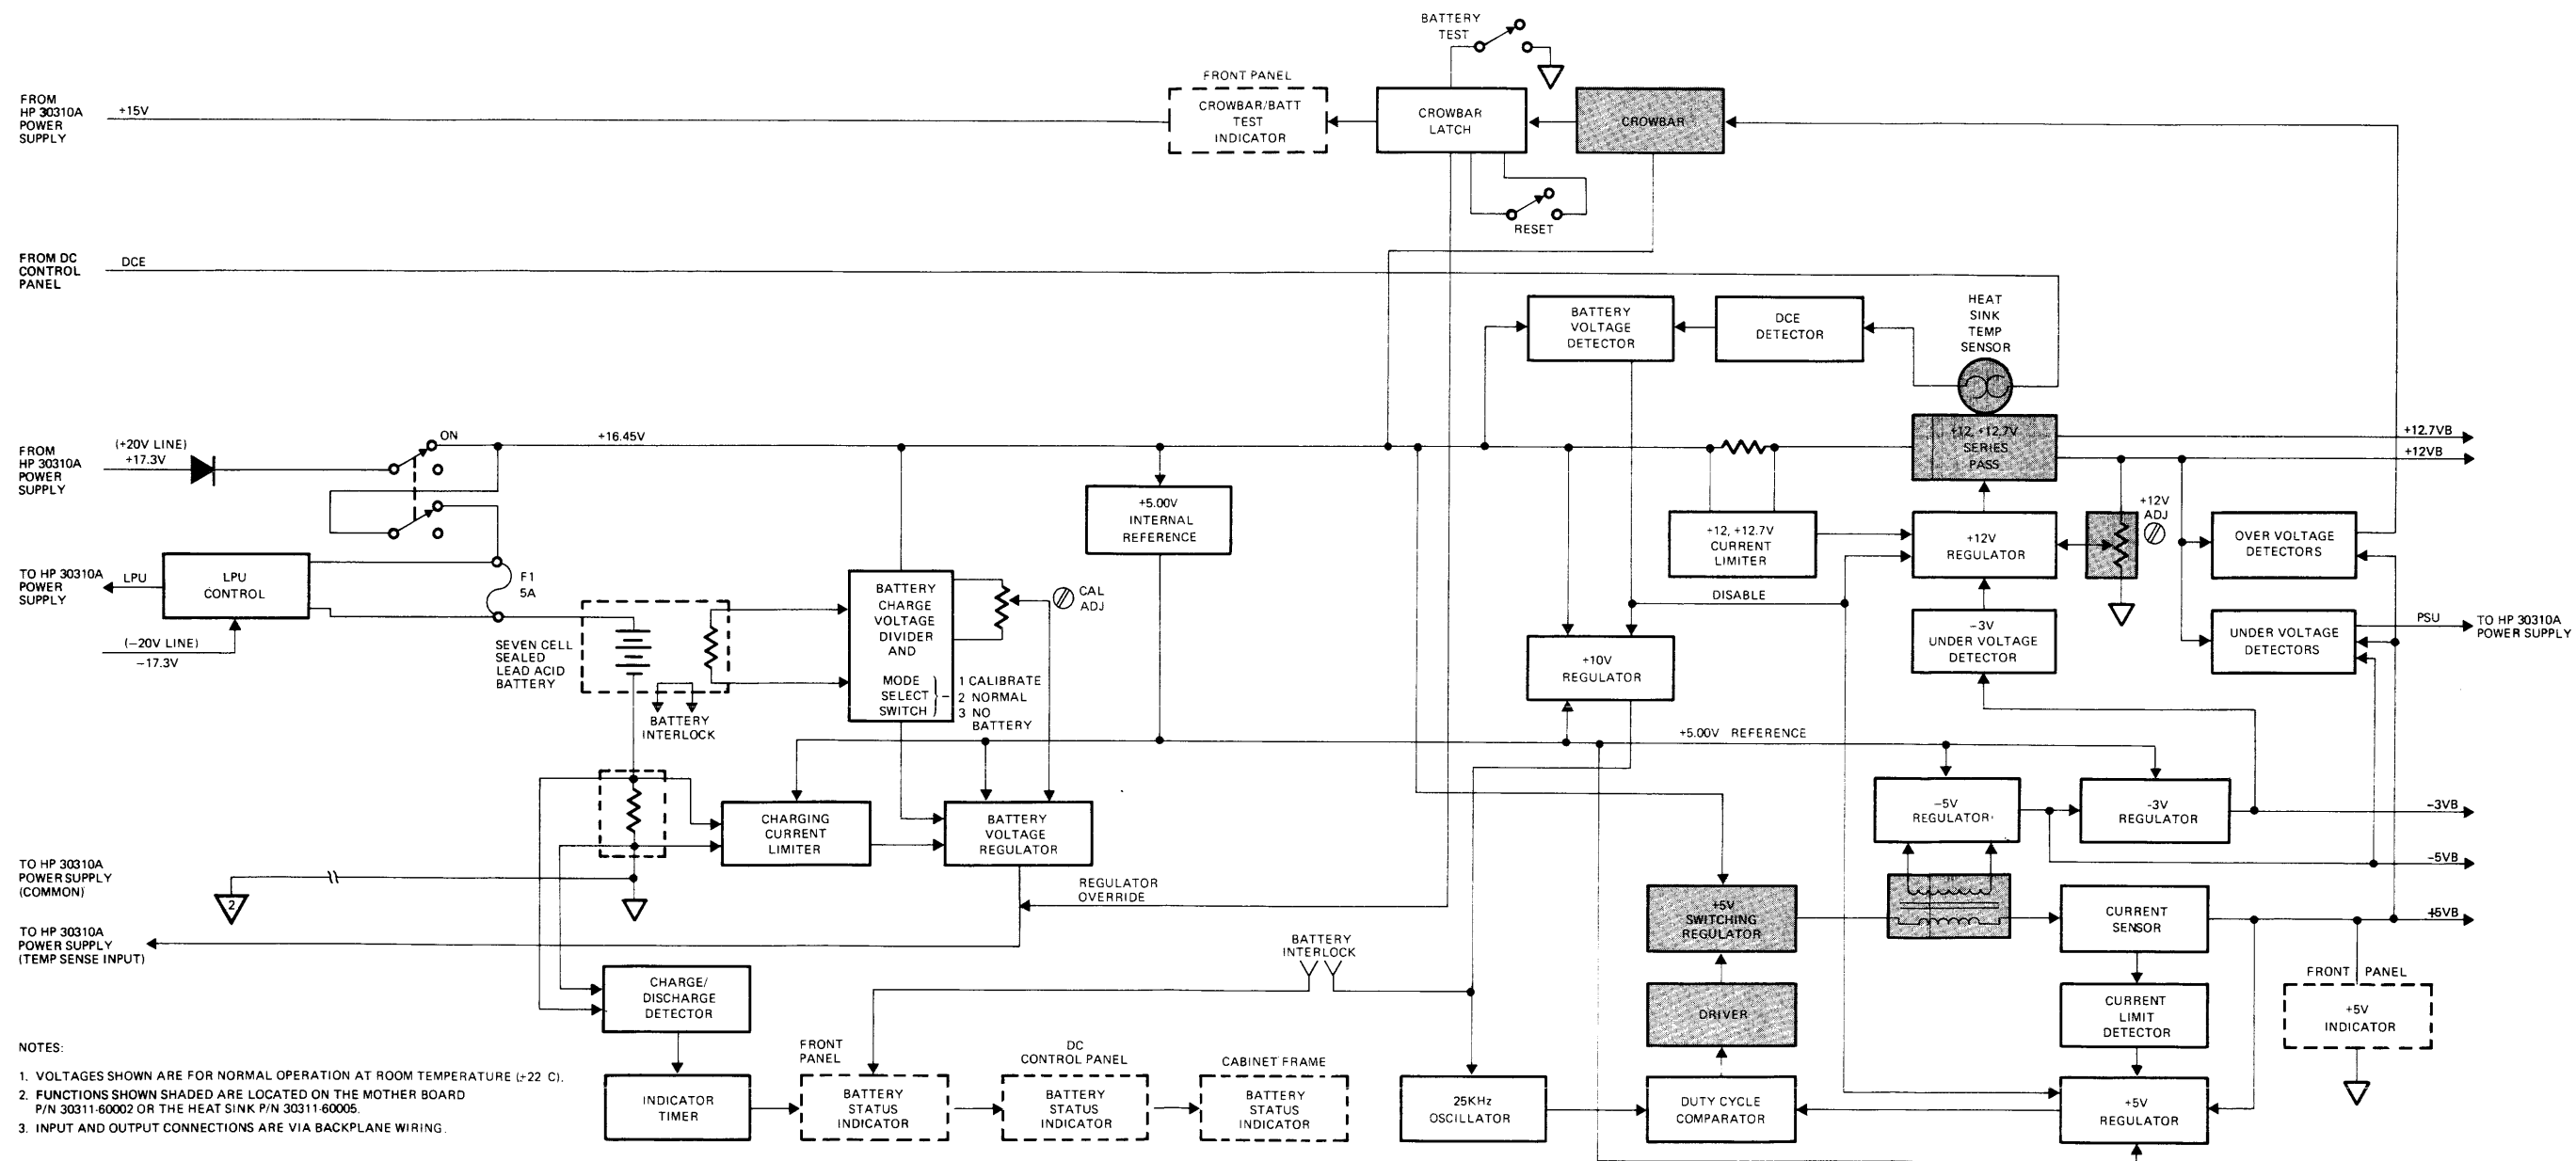 BATTERY
TEST
FRONT PANEL
CROWBAR/BATT
TEST
INDICATOR
CROWBAR
LATCH
CROWBAR
RESET
FROM
HP 30310A
POWER
SUPPLY
+15V
FROM DC
CONTROL
PANEL
DCE
BATTERY
VOLTAGE
DETECTOR
DCE
DETECTOR
HEAT
SINK
TEMP
SENSOR
FROM
HP 30310A
POWER
SUPPLY
(+20V LINE)
+17.3V
ON
+16.45V
+12, +12.7V
SERIES
PASS
+12.7VB
+12VB
+5.00V
INTERNAL
REFERENCE
+12, +12.7V
CURRENT
LIMITER
+12V
REGULATOR
+12V
ADJ
OVER VOLTAGE
DETECTORS
TO HP 30310A
POWER
SUPPLY
LPU
LPU
CONTROL
F1
5A
(-20V LINE)
-17.3V
SEVEN CELL
SEALED
LEAD ACID
BATTERY
BATTERY
INTERLOCK
BATTERY
CHARGE
VOLTAGE
DIVIDER
AND
MODE
SELECT
SWITCH
1 CALIBRATE
2 NORMAL
3 NO
BATTERY
CAL
ADJ
DISABLE
+10V
REGULATOR
-3V
UNDER VOLTAGE
DETECTOR
UNDER VOLTAGE
DETECTORS
PSU
TO HP 30310A
POWER SUPPLY
+5.00V REFERENCE
CHARGING
CURRENT
LIMITER
BATTERY
VOLTAGE
REGULATOR
-5V
REGULATOR
-3V
REGULATOR
-3VB
-5VB
+5VB
TO HP 30310A
POWER SUPPLY
(COMMON)
2
REGULATOR
OVERRIDE
+5V
SWITCHING
REGULATOR
CURRENT
SENSOR
TO HP 30310A
POWER SUPPLY
(TEMP SENSE INPUT)
BATTERY
INTERLOCK
FRONT PANEL
+5V
INDICATOR
CHARGE/
DISCHARGE
DETECTOR
DRIVER
CURRENT
LIMIT
DETECTOR
INDICATOR
TIMER
FRONT
PANEL
BATTERY
STATUS
INDICATOR
DC
CONTROL PANEL
BATTERY
STATUS
INDICATOR
CABINET FRAME
BATTERY
STATUS
INDICATOR
25KHz
OSCILLATOR
DUTY CYCLE
COMPARATOR
+5V
REGULATOR
NOTES:
1. VOLTAGES SHOWN ARE FOR NORMAL OPERATION AT ROOM TEMPERATURE (+22 C).
2. FUNCTIONS SHOWN SHADED ARE LOCATED ON THE MOTHER BOARD
P/N 30311-60002 OR THE HEAT SINK P/N 30311-60005.
3. INPUT AND OUTPUT CONNECTIONS ARE VIA BACKPLANE WIRING.